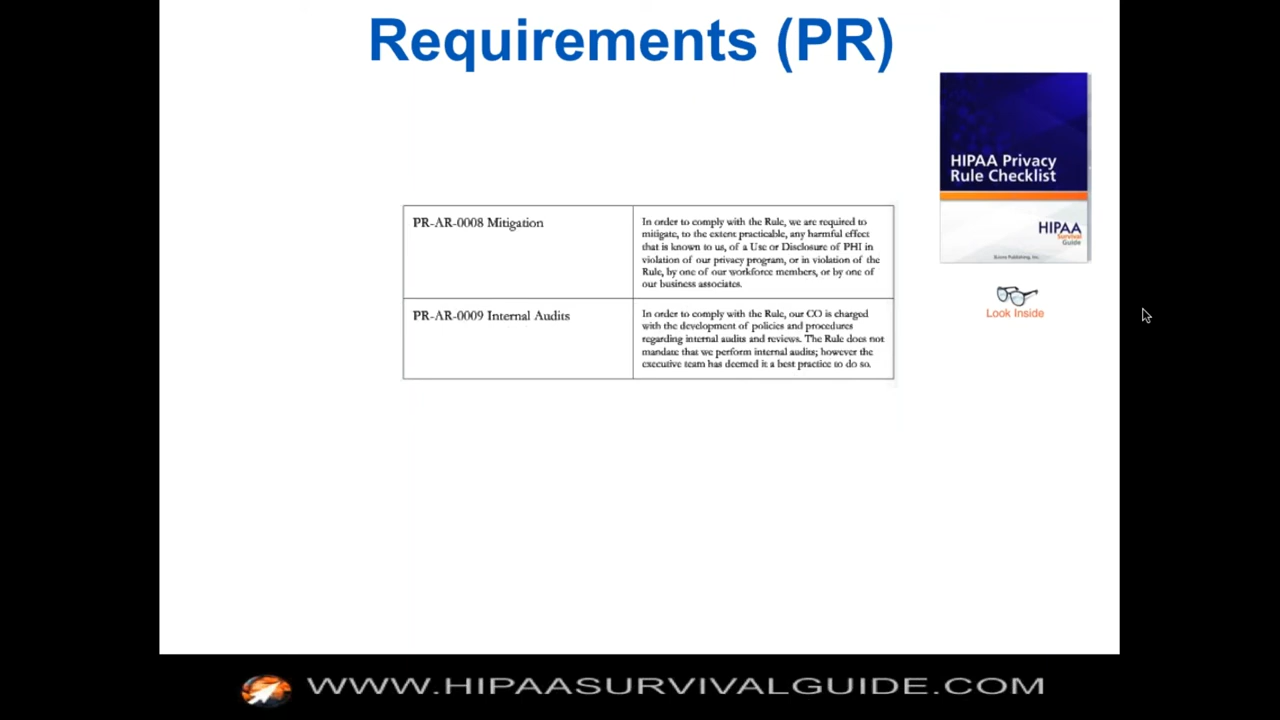 Requirements (PR)
HIPAA Privacy
Rule Checklist
HIPAA
Survival
Guide
Look Inside
PR-AR-0008 Mitigation
In order to comply with the Rule, we are required to
mitigate, to the extent practicable, any harmful effect
that is known to us, of a Use or Disclosure of PHI in
violation of our privacy program, or in violation of the
Rule, by one of our workforce members, or by one of
our business associates.
PR-AR-0009 Internal Audits
In order to comply with the Rule, our CO is charged
with the development of policies and procedures
regarding internal audits and reviews. The Rule does not
mandate that we perform internal audits; however the
executive team has deemed it a best practice to do so.
WWW.HIPAASURVIVALGUIDE.COM